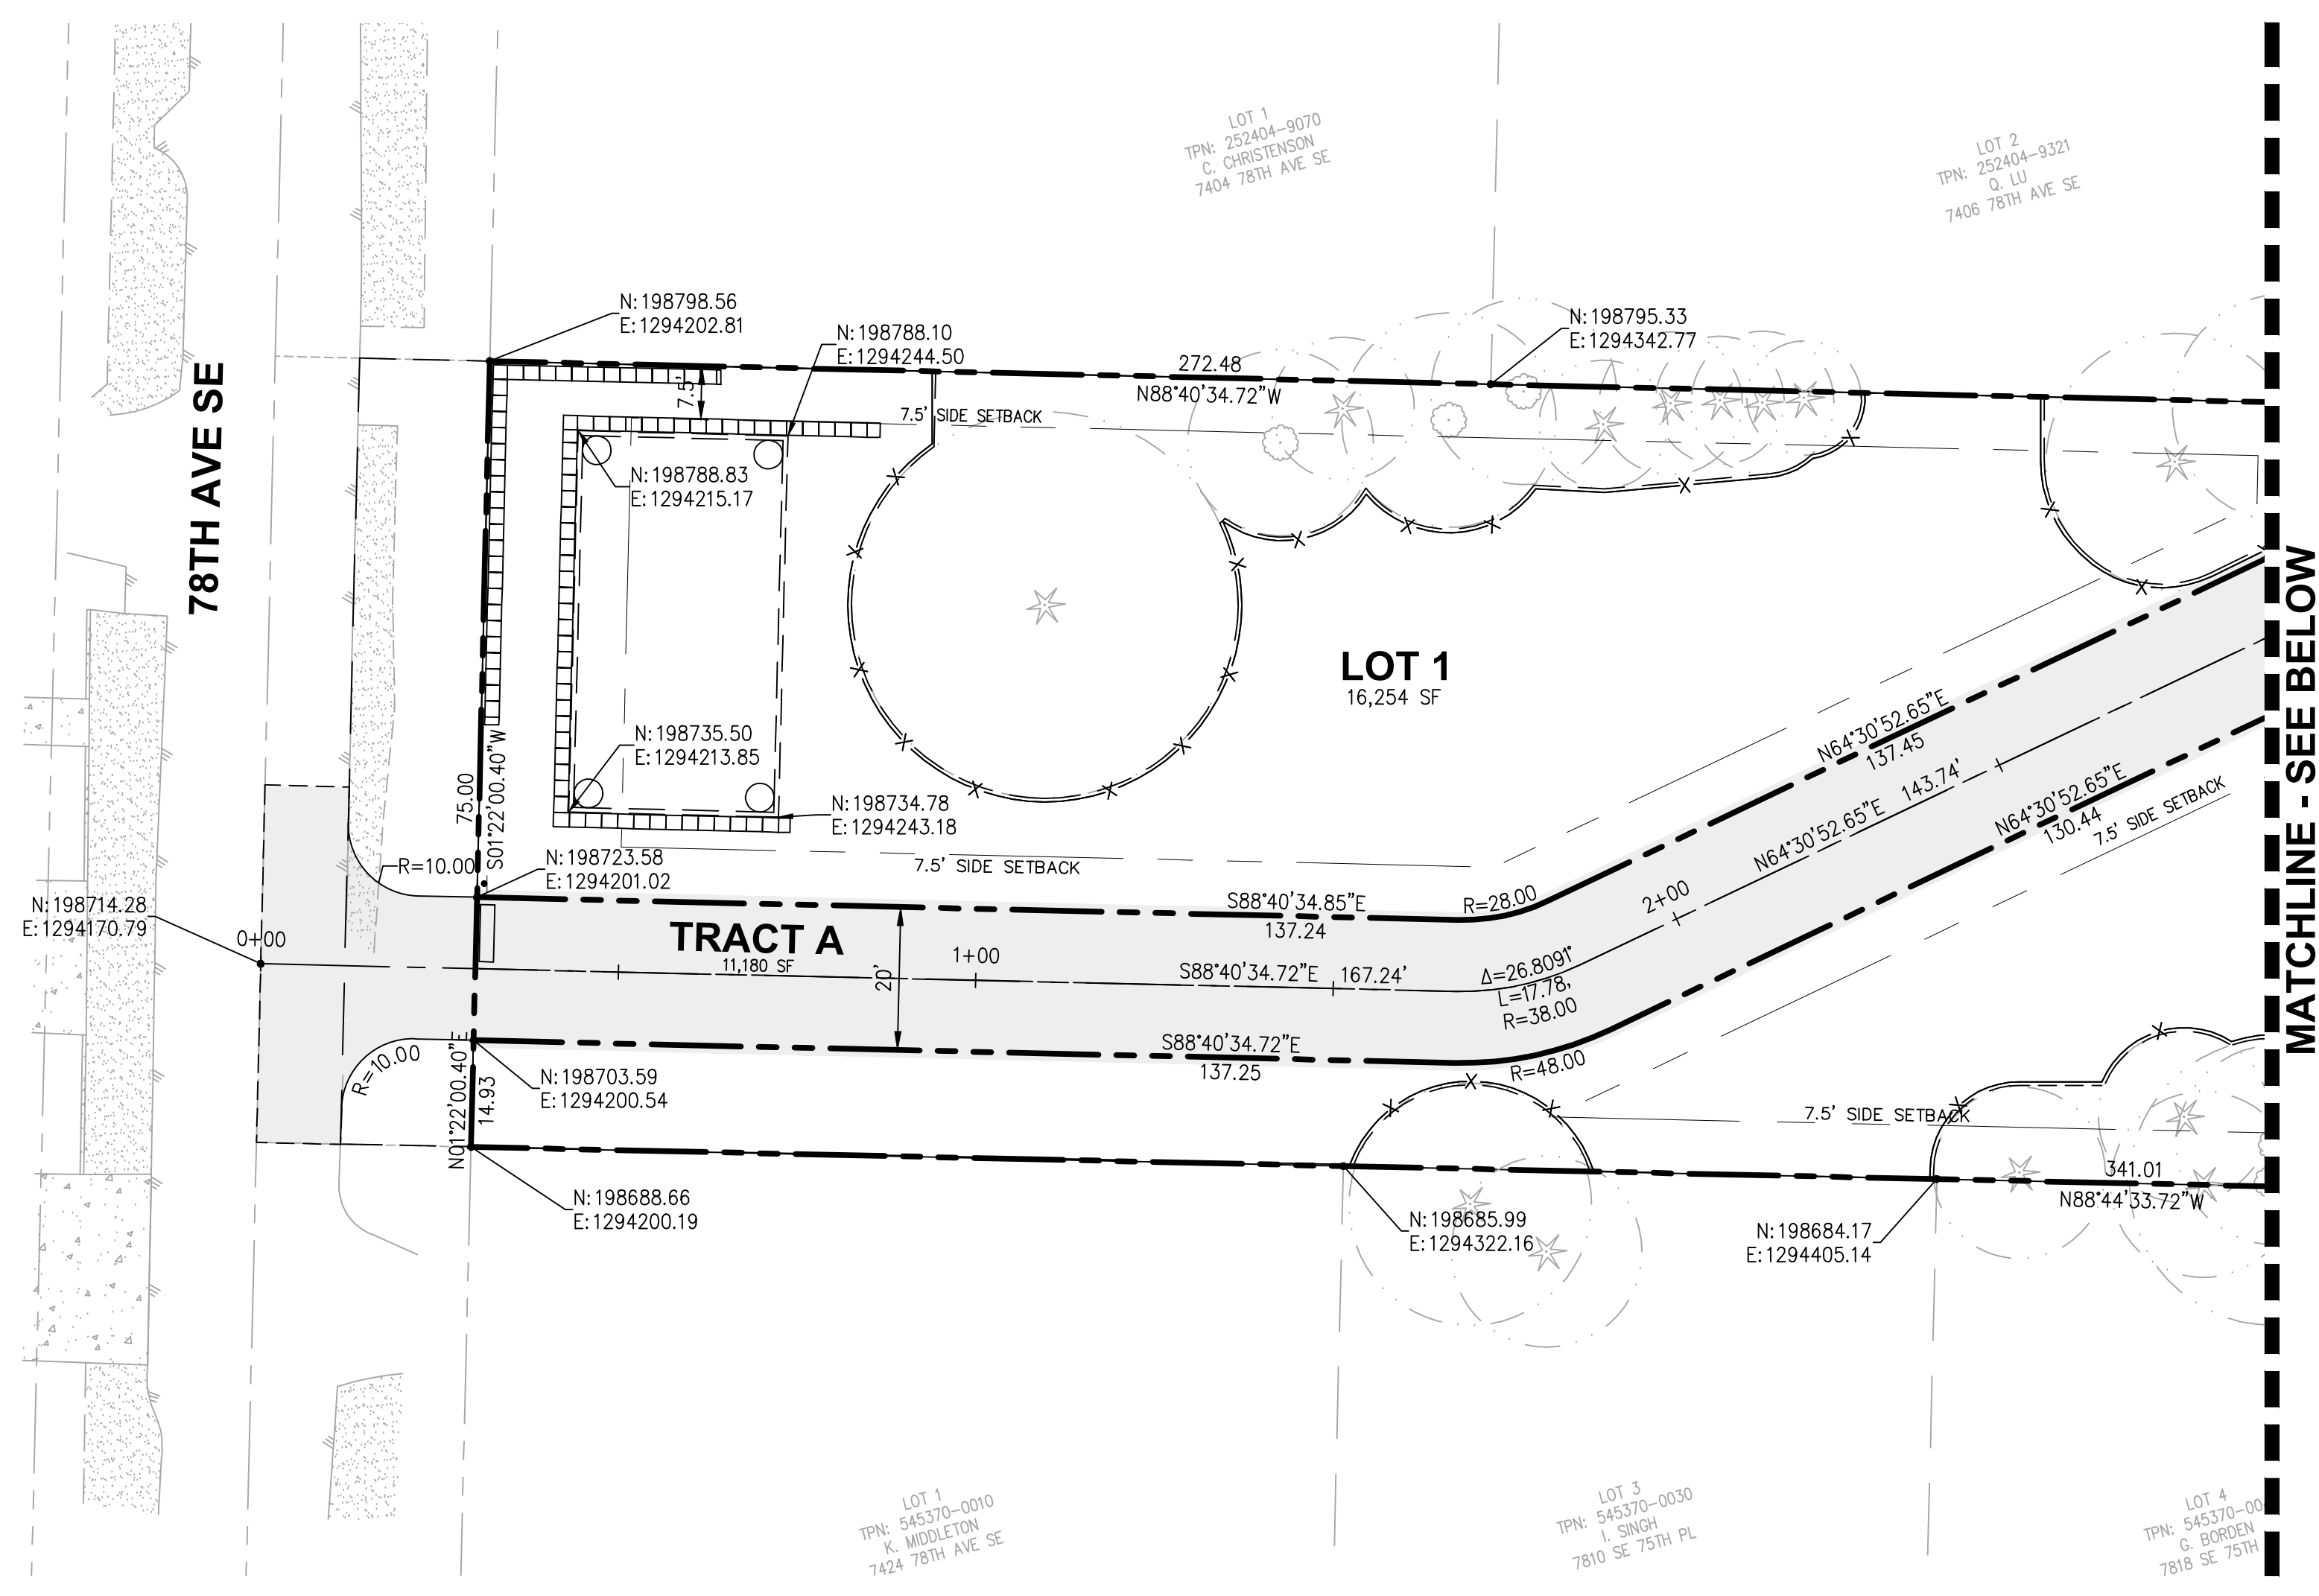 LOT 1
TPN: 252404-9070
C. CHRISTENSON
7404 78TH AVE SE
LOT 2
TPN: 252404-9321
Q. LU
7406 78TH AVE SE
N:198798.56
E:1294202.81
N:198788.10
E:1294244.50
N:198795.33
E:1294342.77
272.48
N88°40'34.72"W
7.5'
7.5' SIDE SETBACK
78TH AVE SE
N:198788.83
E:1294215.17
LOT 1
16,254 SF
N:198735.50
E:1294213.85
75.00
S01°22'00.40"W
N:198734.78
E:1294243.18
N64°30'52.65"E
137.45
N64°30'52.65"E 143.74'
N64°30'52.65"E
130.44
7.5' SIDE SETBACK
MATCHLINE - SEE BELOW
R=10.00
N:198723.58
E:1294201.02
7.5' SIDE SETBACK
N:198714.28
E:1294170.79
0+00
TRACT A
11,180 SF
20'
1+00
S88°40'34.85"E
137.24
R=28.00
2+00
S88°40'34.72"E 167.24'
Δ=26.8091°
L=17.78,
R=38.00
S88°40'34.72"E
137.25
R=48.00
R=10.00
N01°22'00.40"E
14.93
N:198703.59
E:1294200.54
7.5' SIDE SETBACK
341.01
N88°44'33.72"W
N:198688.66
E:1294200.19
N:198685.99
E:1294322.16
N:198684.17
E:1294405.14
LOT 1
TPN: 545370-0010
K. MIDDLETON
7424 78TH AVE SE
LOT 3
TPN: 545370-0030
I. SINGH
7810 SE 75TH PL
LOT 4
TPN: 545370-00
G. BORDEN
7818 SE 75TH